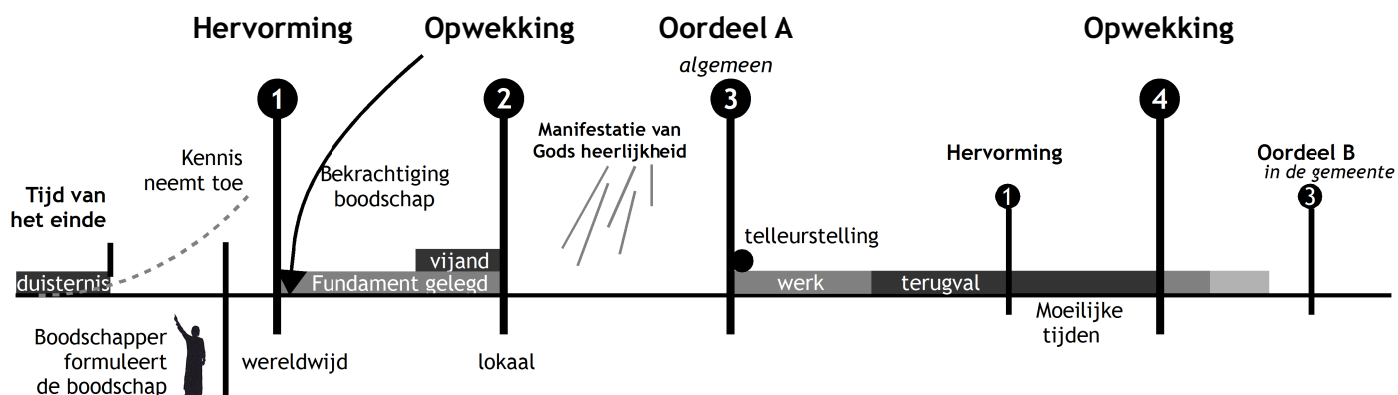 Hervorming
Opwekking
Oordeel A
algemeen
Opwekking
1
2
3
4
Manifestatie van
Gods heerlijkheid
Kennis
neemt toe
Bekrachtiging
boodschap
Hervorming
1
Oordeel B
in de gemeente
3
Tijd van
het einde
telleurstelling
vijand
duisternis
Fundament gelegd
werk
terugval
Moeilijke
tijden
Boodschapper
formuleert
de boodschap
wereldwijd
lokaal